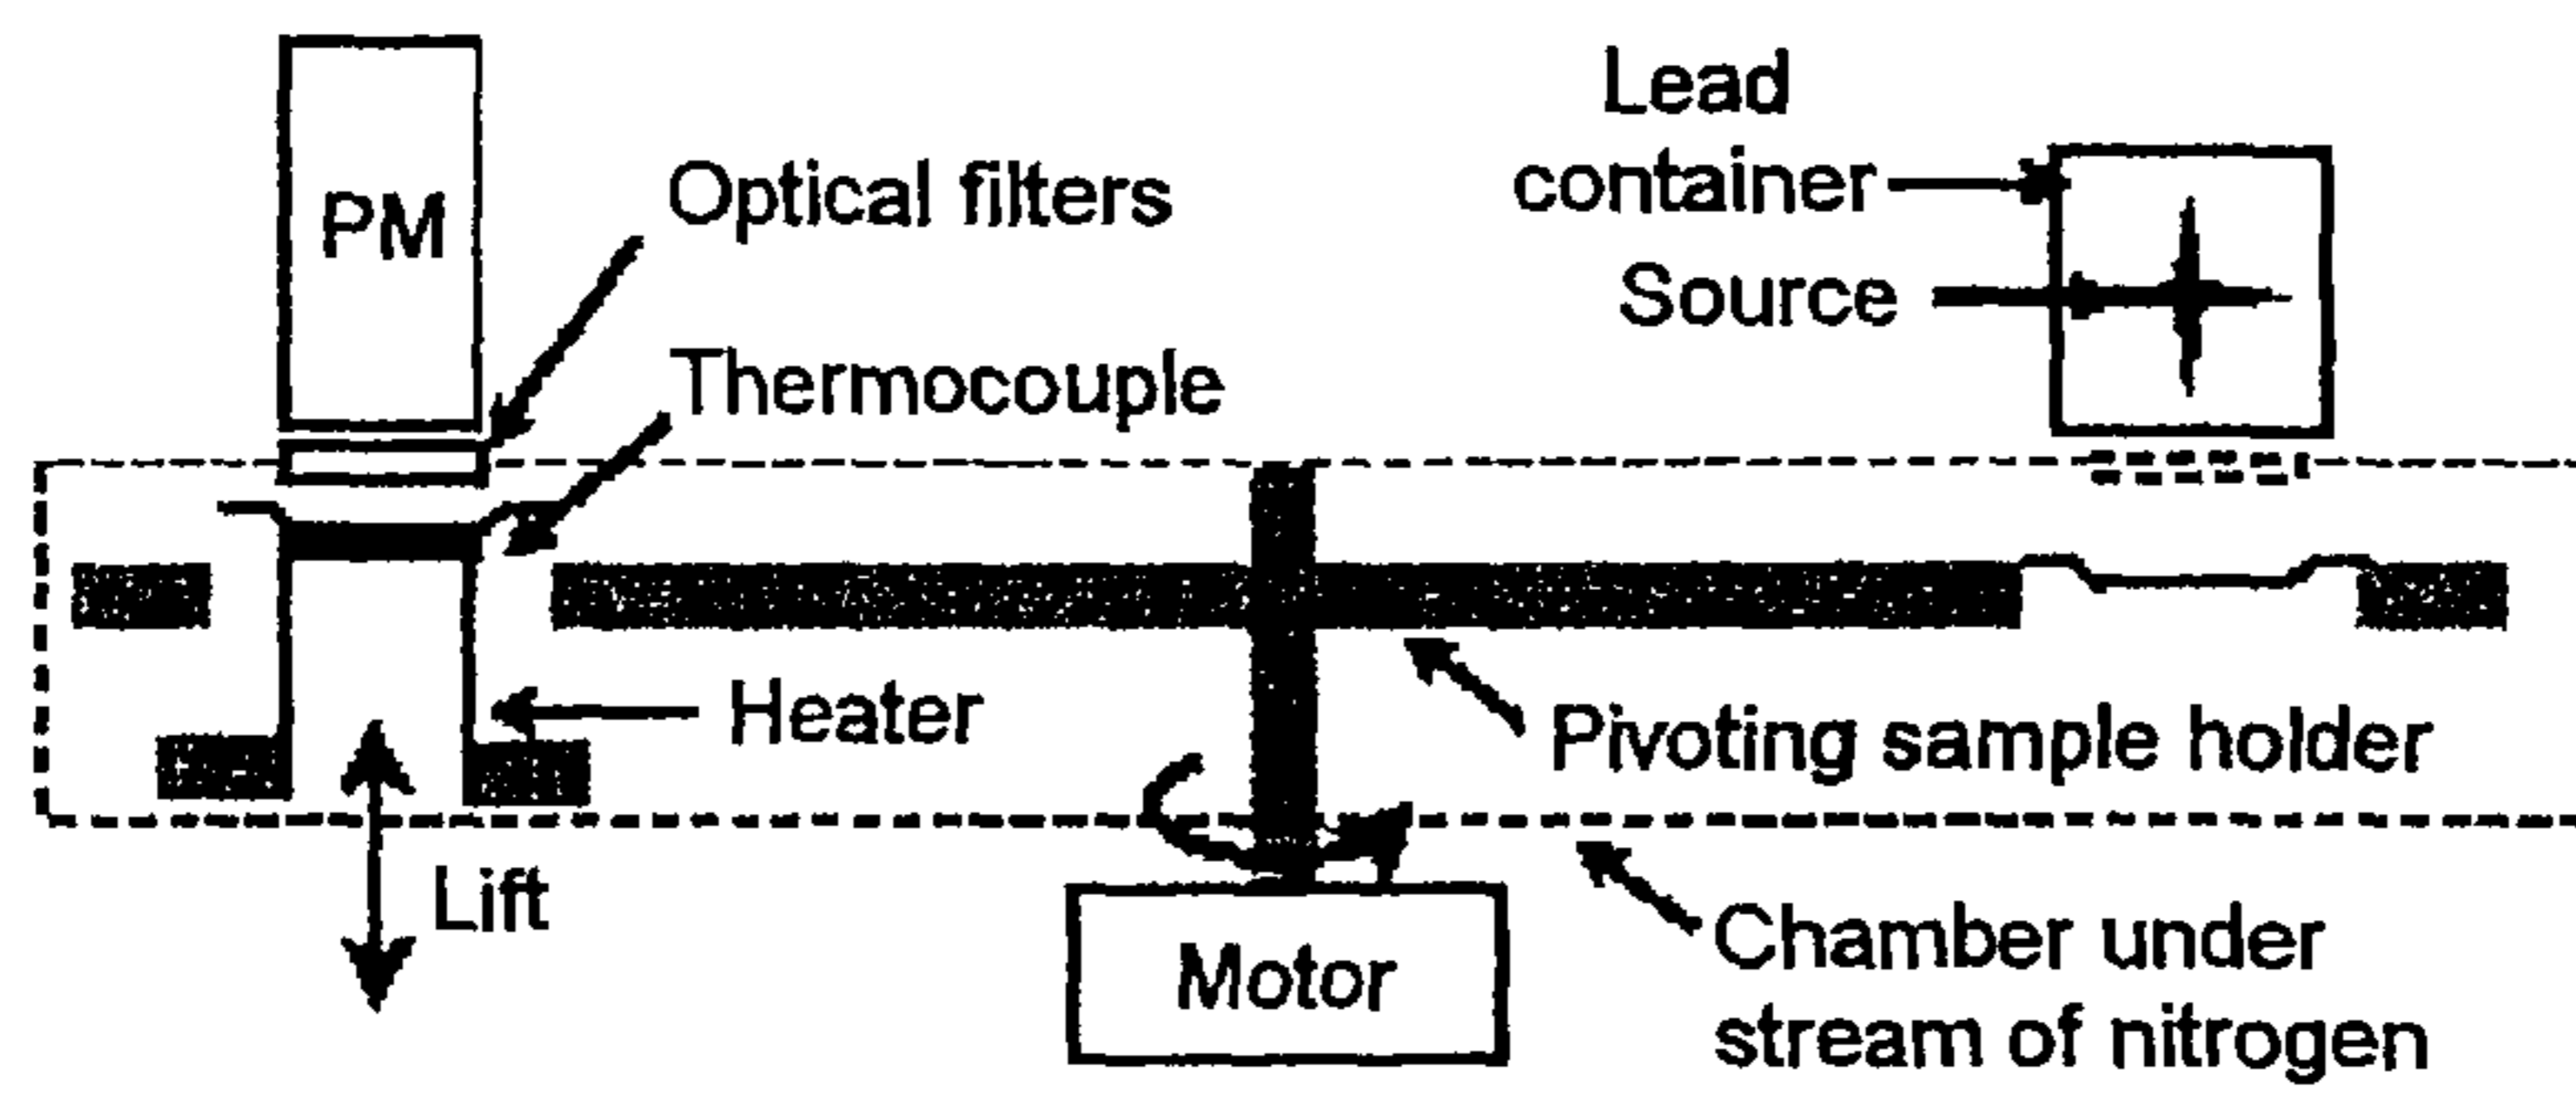 PM
Optical filters
Thermocouple
Lead
container
Source
Heater
Pivoting sample holder
Lift
Motor
Chamber under
stream of nitrogen